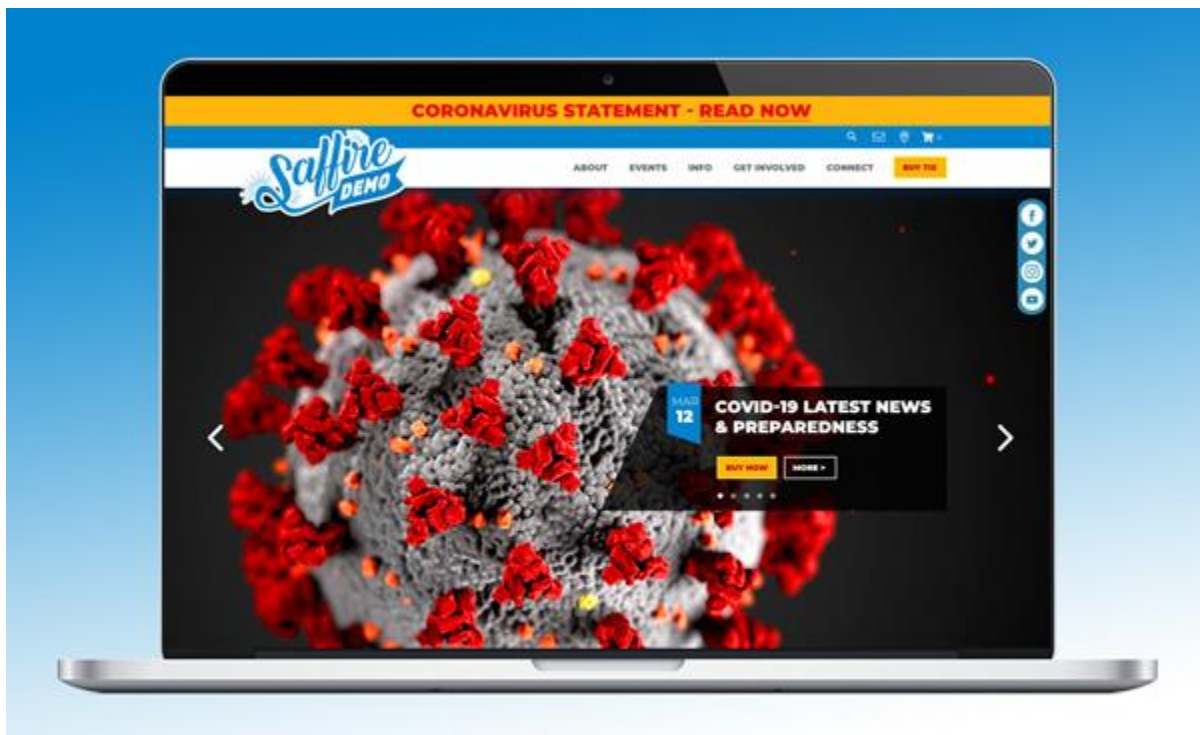 CORONAVIRUS STATEMENT - READ NOW
Saffire
DEMO
ABOUT EVENTS INFO GET INVOLVED CONNECT BUY TIX
MAR
12
COVID-19 LATEST NEWS
& PREPAREDNESS
BUY NOW MORE >